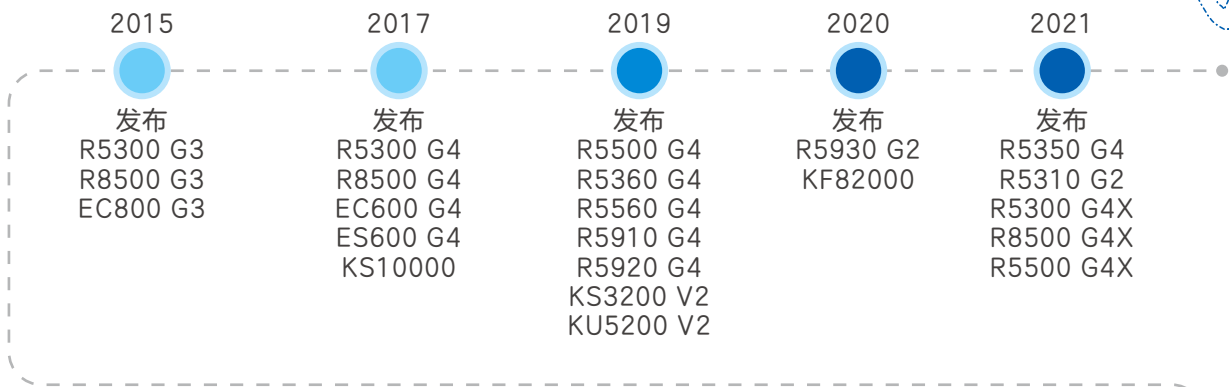 2015
发布
R5300 G3
R8500 G3
EC800 G3
2017
发布
R5300 G4
R8500 G4
EC600 G4
ES600 G4
KS10000
2019
发布
R5500 G4
R5360 G4
R5560 G4
R5910 G4
R5920 G4
KS3200 V2
KU5200 V2
2020
发布
R5930 G2
KF82000
2021
发布
R5350 G4
R5310 G2
R5300 G4X
R8500 G4X
R5500 G4X